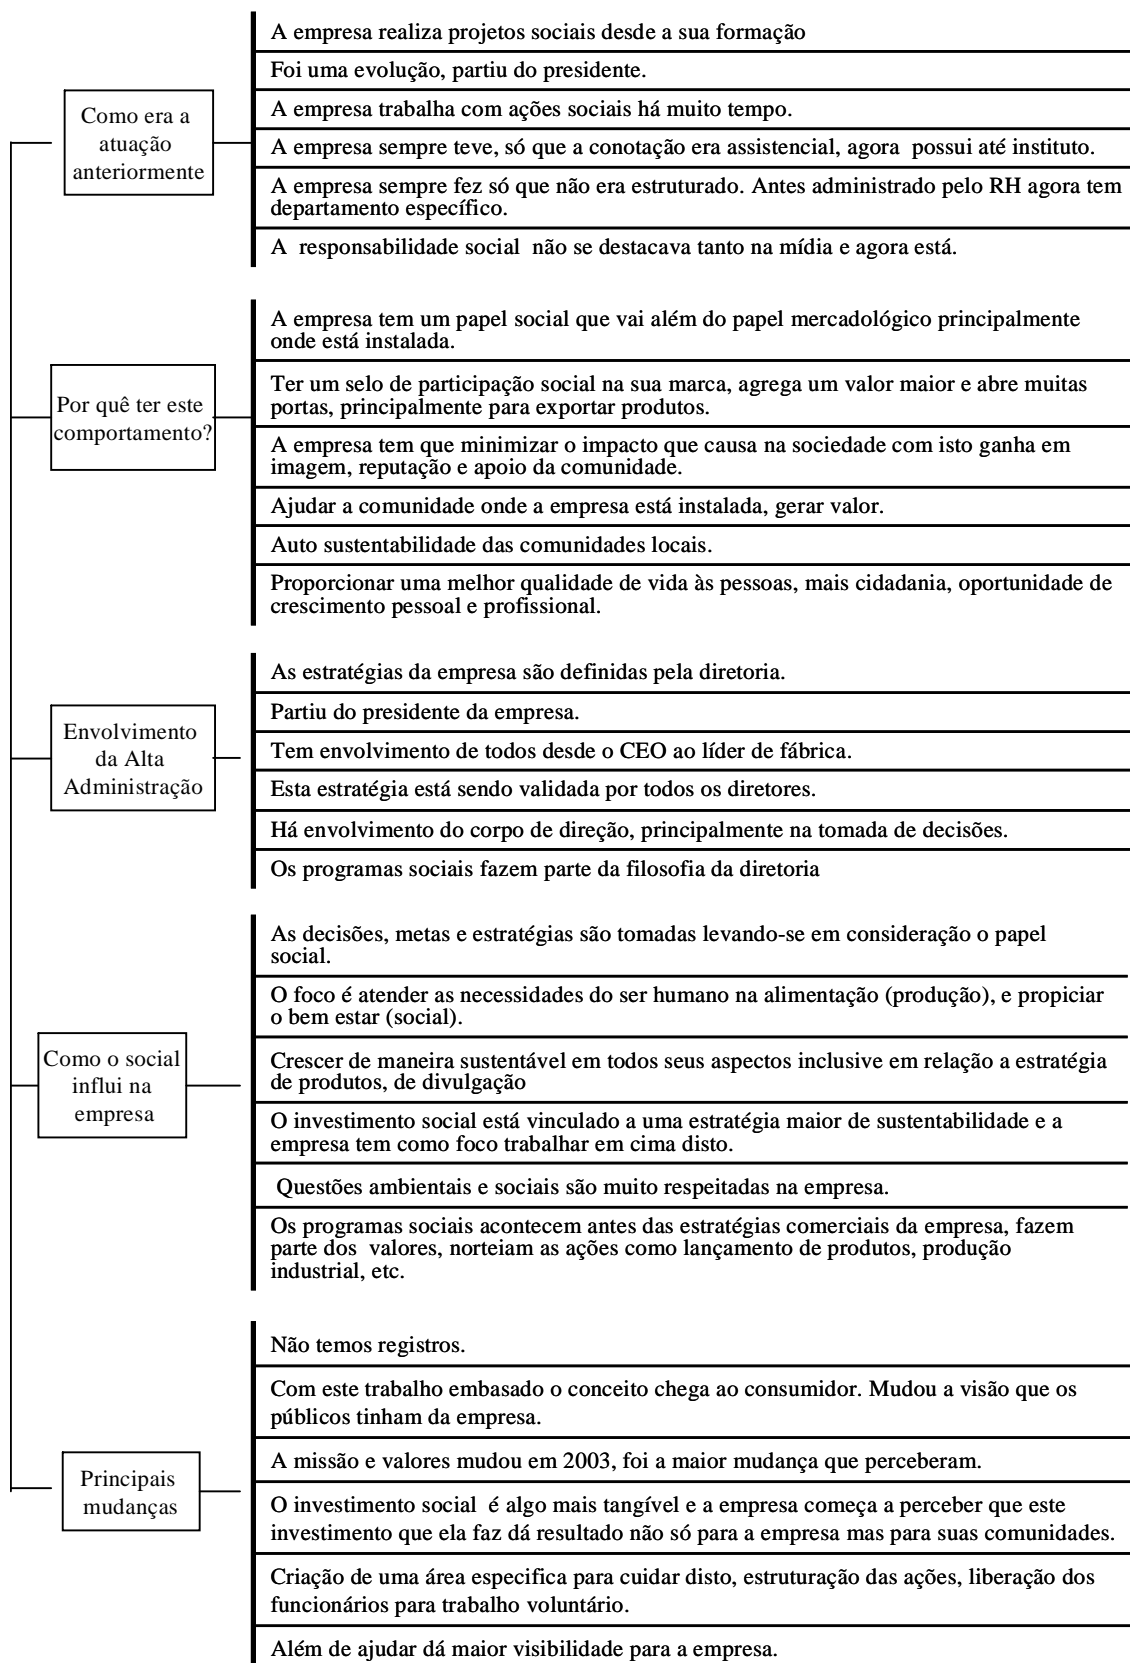 A empresa realiza projetos sociais desde a sua formação
Foi uma evolução, partiu do presidente.
Como era a
atuação
anteriormente
A empresa trabalha com ações sociais há muito tempo.
A empresa sempre teve, só que a conotação era assistencial, agora possui até instituto.
A empresa sempre fez só que não era estruturado. Antes administrado pelo RH agora tem
departamento específico.
A responsabilidade social não se destacava tanto na mídia e agora está.
A empresa tem um papel social que vai além do papel mercadológico principalmente
onde está instalada.
Por quê ter este
comportamento?
Ter um selo de participação social na sua marca, agrega um valor maior e abre muitas
portas, principalmente para exportar produtos.
A empresa tem que minimizar o impacto que causa na sociedade com isto ganha em
imagem, reputação e apoio da comunidade.
Ajudar a comunidade onde a empresa está instalada, gerar valor.
Auto sustentabilidade das comunidades locais.
Proporcionar uma melhor qualidade de vida às pessoas, mais cidadania, oportunidade de
crescimento pessoal e profissional.
As estratégias da empresa são definidas pela diretoria.
Partiu do presidente da empresa.
Envolvimento
da Alta
Administração
Tem envolvimento de todos desde o CEO ao líder de fábrica.
Esta estratégia está sendo validada por todos os diretores.
Há envolvimento do corpo de direção, principalmente na tomada de decisões.
Os programas sociais fazem parte da filosofia da diretoria
As decisões, metas e estratégias são tomadas levando-se em consideração o papel
social.
O foco é atender as necessidades do ser humano na alimentação (produção), e propiciar
o bem estar (social).
Como o social
influi na
empresa
Crescer de maneira sustentável em todos seus aspectos inclusive em relação a estratégia
de produtos, de divulgação
O investimento social está vinculado a uma estratégia maior de sustentabilidade e a
empresa tem como foco trabalhar em cima disto.
Questões ambientais e sociais são muito respeitadas na empresa.
Os programas sociais acontecem antes das estratégias comerciais da empresa, fazem
parte dos valores, norteiam as ações como lançamento de produtos, produção
industrial, etc.
Não temos registros.
Com este trabalho embasado o conceito chega ao consumidor. Mudou a visão que os
públicos tinham da empresa.
Principais
mudanças
A missão e valores mudou em 2003, foi a maior mudança que perceberam.
O investimento social é algo mais tangível e a empresa começa a perceber que este
investimento que ela faz dá resultado não só para a empresa mas para suas comunidades.
Criação de uma área especifica para cuidar disto, estruturação das ações, liberação dos
funcionários para trabalho voluntário.
Além de ajudar dá maior visibilidade para a empresa.